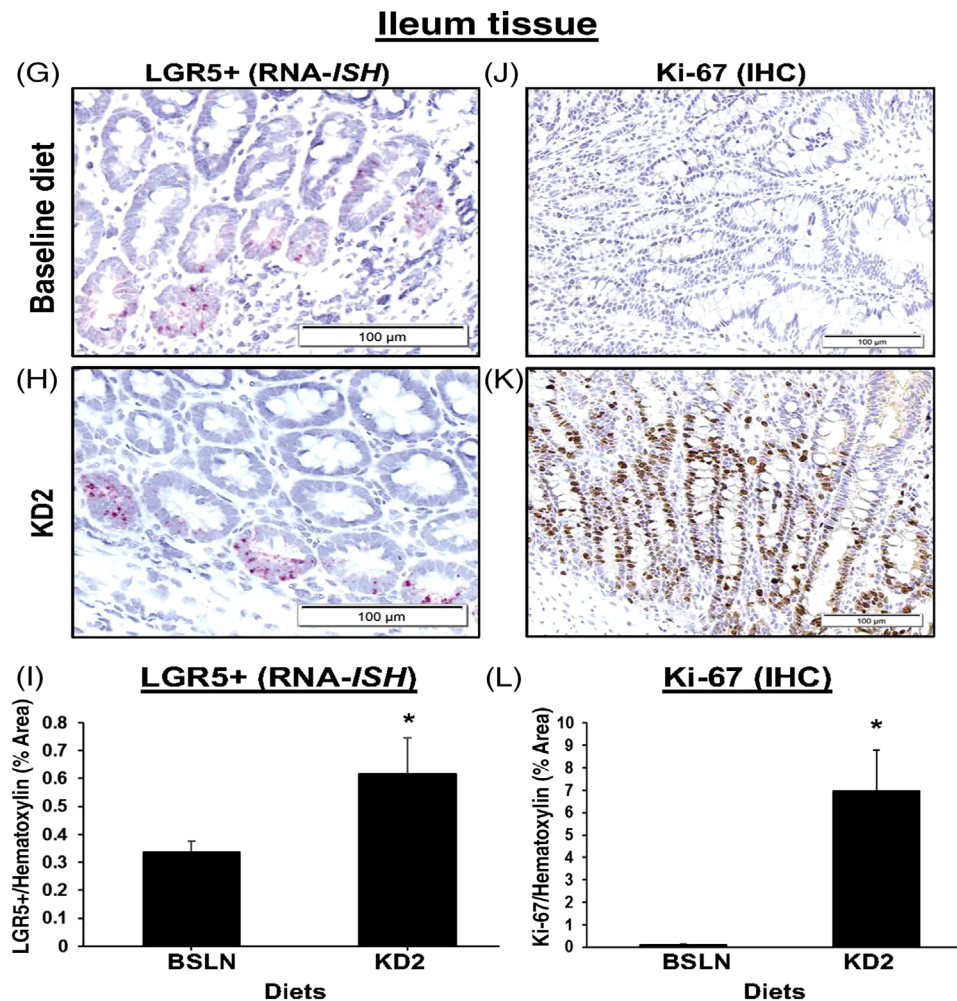 Ileum tissue
(G) LGR5+ (RNA-ISH) (J) Ki-67 (IHC)
Baseline diet
100 µm
100 µm
(H) (K)
KD2
100 µm
100 µm
(I) LGR5+ (RNA-ISH) (L) Ki-67 (IHC)
LGR5+/Hematoxylin (% Area)
0.8
0.7
0.6
0.5
0.4
0.3
0.2
0.1
0
*
BSLN KD2
Diets
Ki-67/Hematoxylin (% Area)
10
9
8
7
6
5
4
3
2
1
0
*
BSLN KD2
Diets